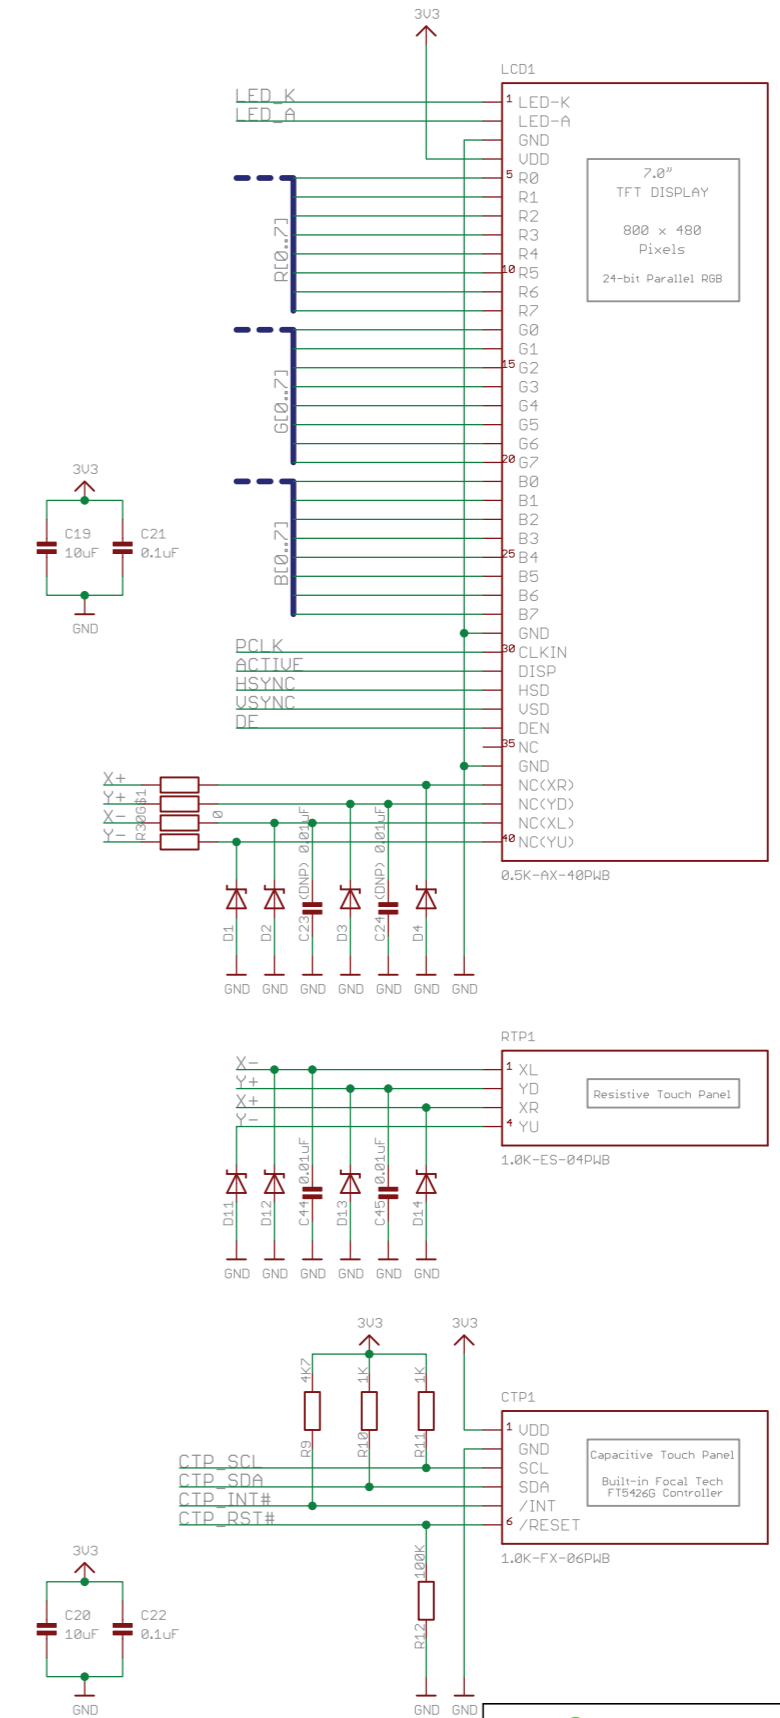 3V3
LCD1
LED_K
1 LED-K
LED_A
LED-A
GND
VDD
5 R0
R1
R2
R3
R4
10 R5
R6
R7
R[0..7]
7.0"
TFT DISPLAY
800 x 480
Pixels
24-bit Parallel RGB
G0
G1
15 G2
G3
G4
G5
G6
20 G7
G[0..7]
B0
B1
B2
B3
25 B4
B5
B6
B7
B[0..7]
3V3
C19
10uF
C21
0.1uF
GND
GND
PCLK
30 CLKIN
ACTIVE
DISP
HSYNC
HSD
VSYNC
VSD
DE
DEN
35 NC
GND
X+
NC(XR)
Y+
NC(YD)
X-
NC(XL)
Y-
40 NC(YU)
R30G$1
0
0.5K-AX-40PWB
D1
D2
C23
(DNP) 0.01uF
D3
C24
(DNP) 0.01uF
D4
GND GND GND GND GND GND GND
RTP1
X-
1 XL
Y+
YD
X+
XR
Y-
4 YU
Resistive Touch Panel
1.0K-ES-04PWB
D11
D12
C44
0.01uF
D13
C45
0.01uF
D14
GND GND GND GND GND GND
3V3
3V3
4K7
R9
1K
R10
1K
R11
CTP1
1 VDD
GND
CTP_SCL
SCL
CTP_SDA
SDA
CTP_INT#
/INT
CTP_RST#
6 /RESET
Capacitive Touch Panel
Built-in Focal Tech
FT5426G Controller
1.0K-FX-06PWB
100K
R12
3V3
C20
10uF
C22
0.1uF
GND
GND GND